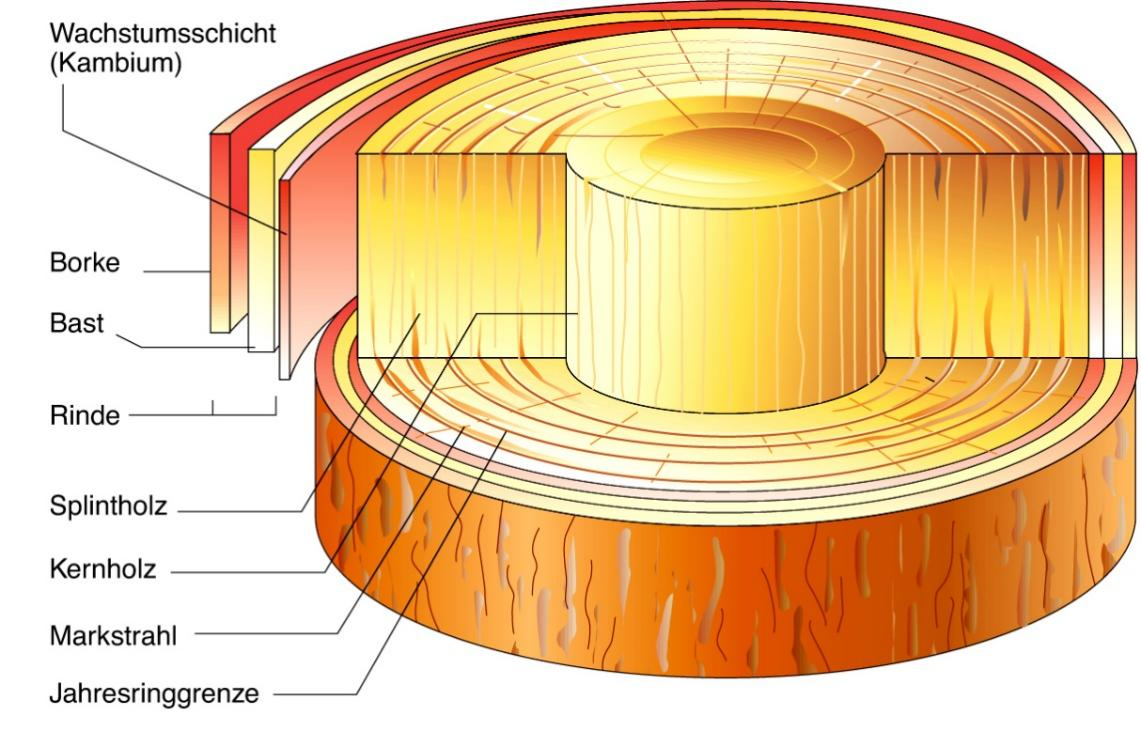 Wachstumsschicht
(Kambium)
Borke
Bast
Rinde
Splintholz
Kernholz
Markstrahl
Jahresringgrenze